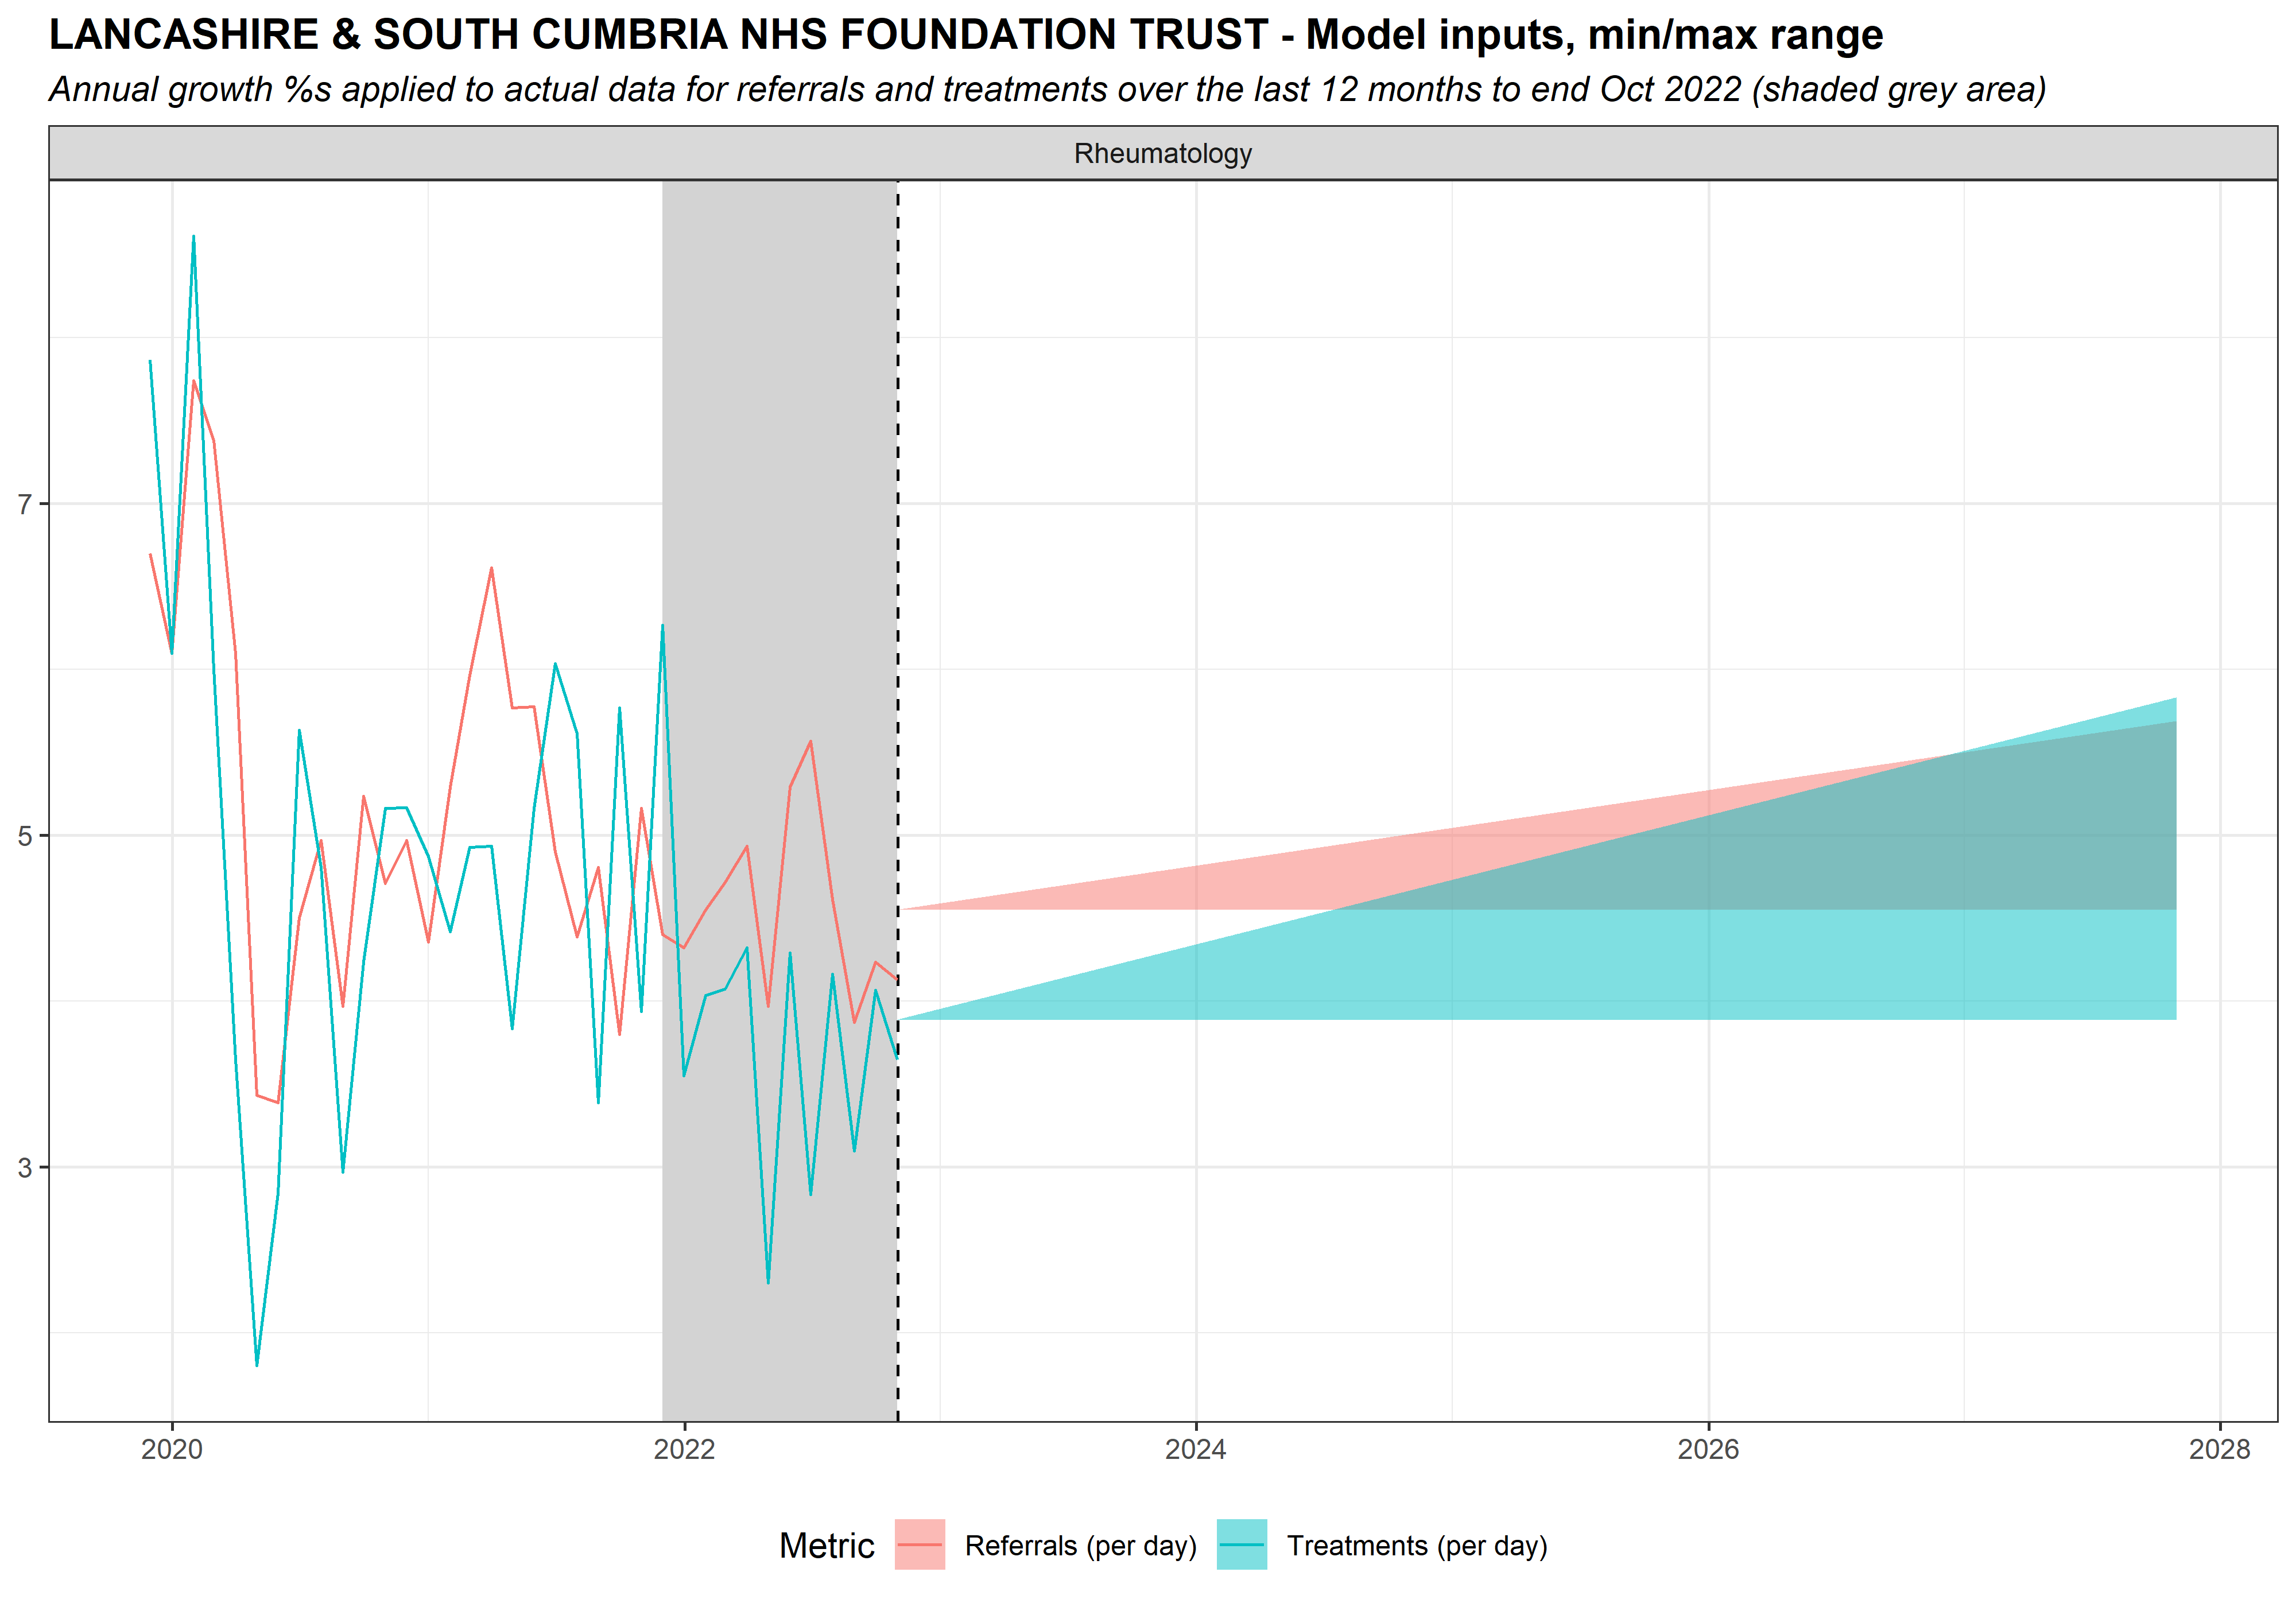 LANCASHIRE & SOUTH CUMBRIA NHS FOUNDATION TRUST - Model inputs, min/max range
Annual growth %s applied to actual data for referrals and treatments over the last 12 months to end Oct 2022 (shaded grey area)
Rheumatology
7
5
3
2020 2022 2024 2026 2028
Metric Referrals (per day) Treatments (per day)